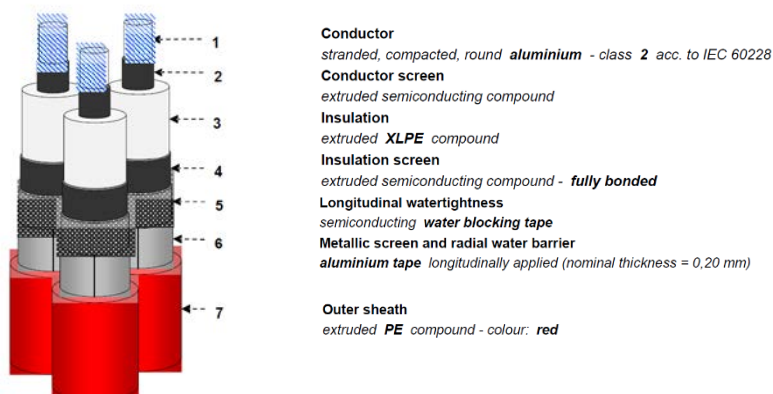 1
2
3
4
5
6
7
Conductor
stranded, compacted, round aluminium - class 2 acc. to IEC 60228
Conductor screen
extruded semiconducting compound
Insulation
extruded XLPE compound
Insulation screen
extruded semiconducting compound - fully bonded
Longitudinal watertightness
semiconducting water blocking tape
Metallic screen and radial water barrier
aluminium tape longitudinally applied (nominal thickness = 0,20 mm)
Outer sheath
extruded PE compound - colour: red